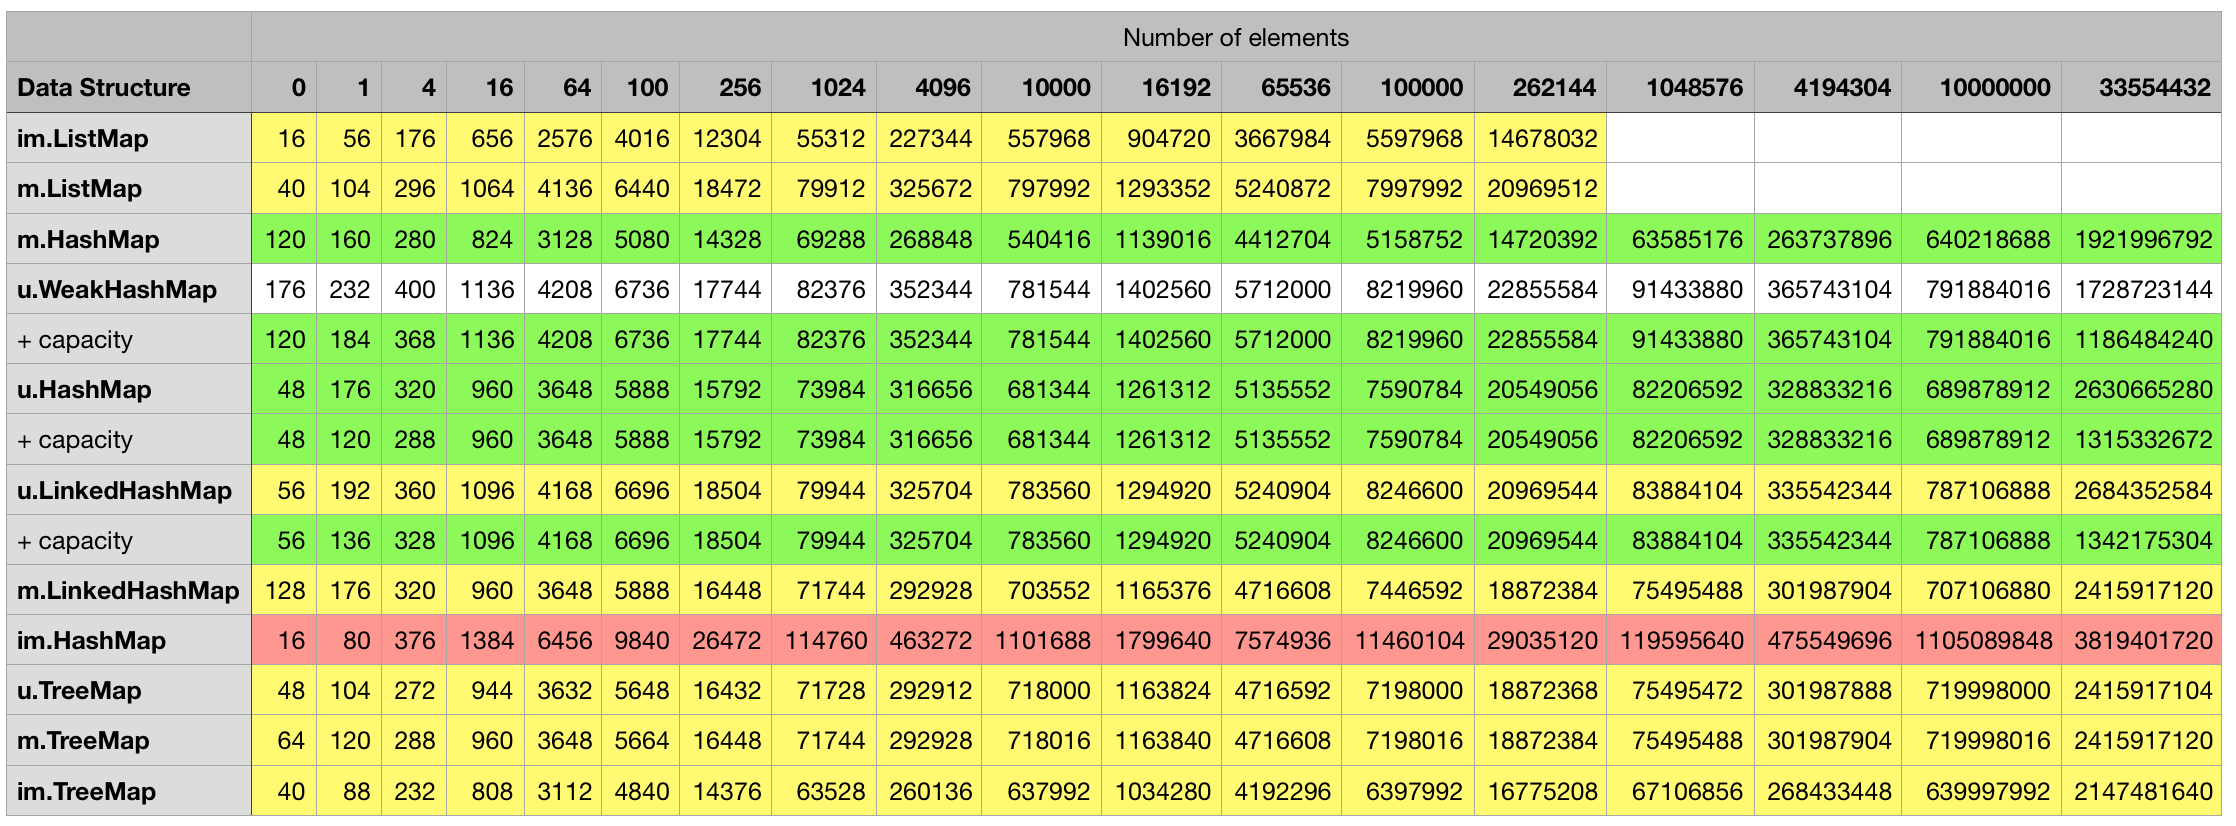 Number of elements
Data Structure 0 1 4 16 64 100 256 1024 4096 10000 16192 65536 100000 262144 1048576 4194304 10000000 33554432
im.ListMap 16 56 176 656 2576 4016 12304 55312 227344 557968 904720 3667984 5597968 14678032
m.ListMap 40 104 296 1064 4136 6440 18472 79912 325672 797992 1293352 5240872 7997992 20969512
m.HashMap 120 160 280 824 3128 5080 14328 69288 268848 540416 1139016 4412704 5158752 14720392 63585176 263737896 640218688 1921996792
u.WeakHashMap 176 232 400 1136 4208 6736 17744 82376 352344 781544 1402560 5712000 8219960 22855584 91433880 365743104 791884016 1728723144
+ capacity 120 184 368 1136 4208 6736 17744 82376 352344 781544 1402560 5712000 8219960 22855584 91433880 365743104 791884016 1186484240
u.HashMap 48 176 320 960 3648 5888 15792 73984 316656 681344 1261312 5135552 7590784 20549056 82206592 328833216 689878912 2630665280
+ capacity 48 120 288 960 3648 5888 15792 73984 316656 681344 1261312 5135552 7590784 20549056 82206592 328833216 689878912 1315332672
u.LinkedHashMap 56 192 360 1096 4168 6696 18504 79944 325704 783560 1294920 5240904 8246600 20969544 83884104 335542344 787106888 2684352584
+ capacity 56 136 328 1096 4168 6696 18504 79944 325704 783560 1294920 5240904 8246600 20969544 83884104 335542344 787106888 1342175304
m.LinkedHashMap 128 176 320 960 3648 5888 16448 71744 292928 703552 1165376 4716608 7446592 18872384 75495488 301987904 707106880 2415917120
im.HashMap 16 80 376 1384 6456 9840 26472 114760 463272 1101688 1799640 7574936 11460104 29035120 119595640 475549696 1105089848 3819401720
u.TreeMap 48 104 272 944 3632 5648 16432 71728 292912 718000 1163824 4716592 7198000 18872368 75495472 301987888 719998000 2415917104
m.TreeMap 64 120 288 960 3648 5664 16448 71744 292928 718016 1163840 4716608 7198016 18872384 75495488 301987904 719998016 2415917120
im.TreeMap 40 88 232 808 3112 4840 14376 63528 260136 637992 1034280 4192296 6397992 16775208 67106856 268433448 639997992 2147481640